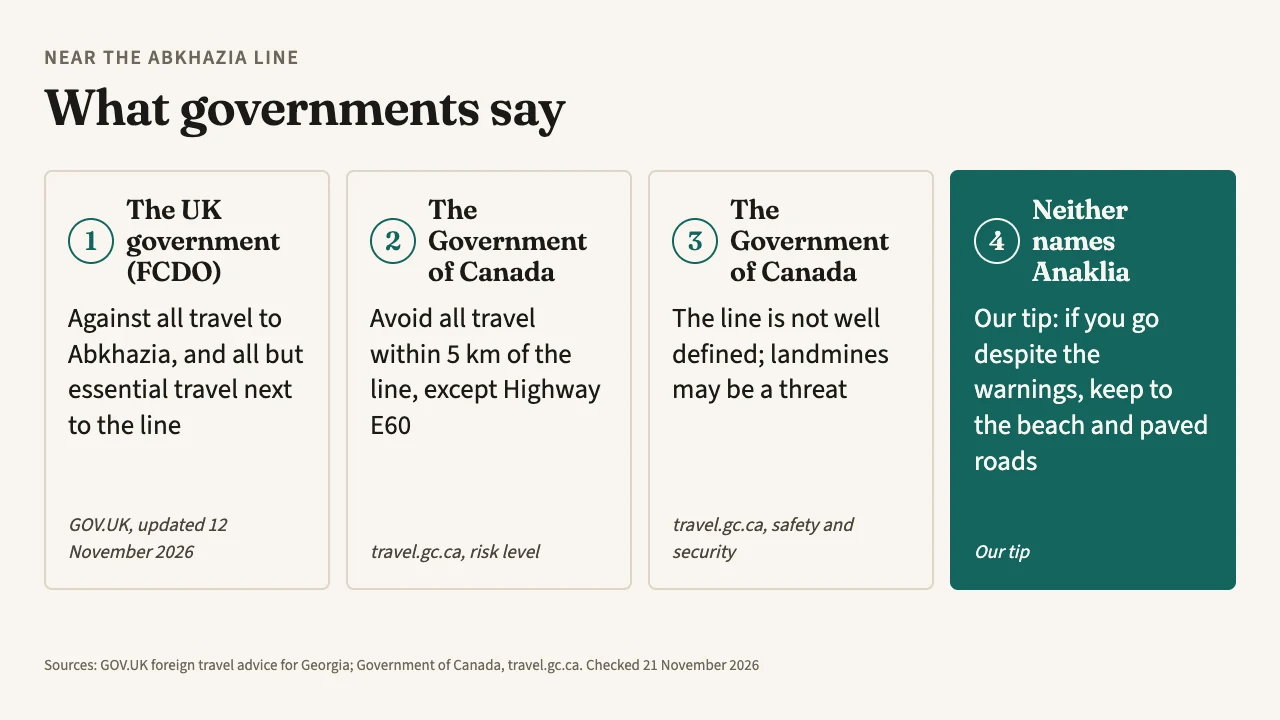 NEAR THE ABKHAZIA LINE
What governments say
1
The UK
government
(FCDO)
Against all travel to
Abkhazia, and all but
essential travel next
to the line
GOV.UK, updated 12
November 2026
2
The
Government
of Canada
Avoid all travel
within 5 km of the
line, except Highway
E60
travel.gc.ca, risk level
3
The
Government
of Canada
The line is not well
defined; landmines
may be a threat
travel.gc.ca, safety and
security
4
Neither
names
Anaklia
Our tip: if you go
despite the
warnings, keep to
the beach and paved
roads
Our tip
Sources: GOV.UK foreign travel advice for Georgia; Government of Canada, travel.gc.ca. Checked 21 November 2026